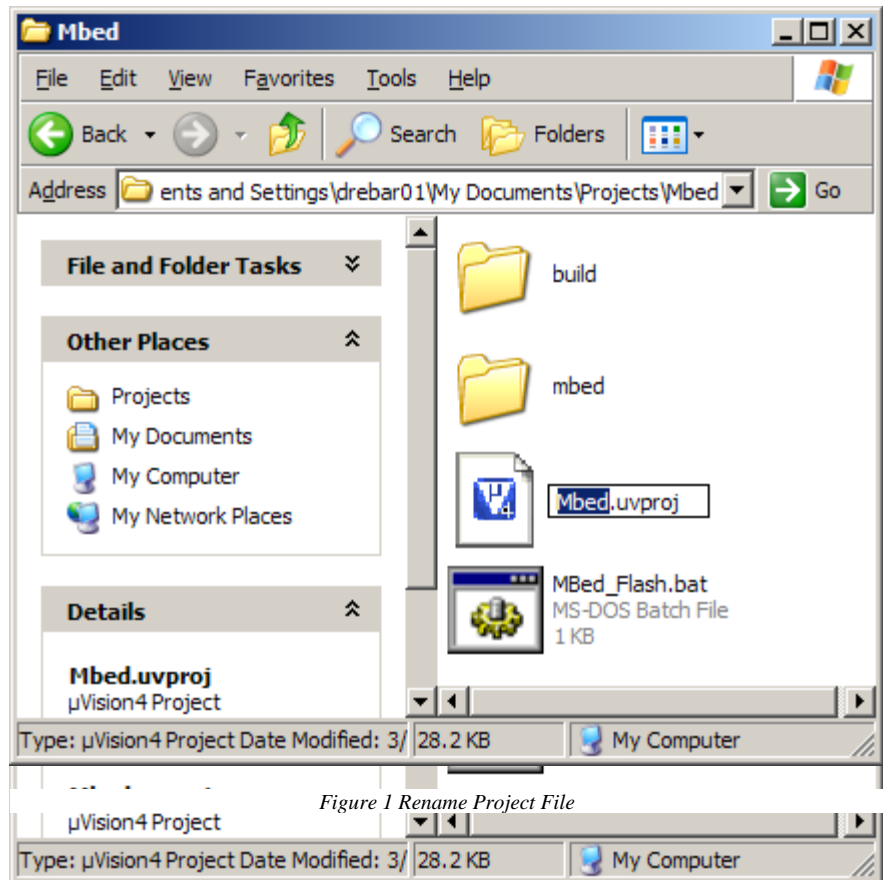 Mbed
File Edit View Favorites Tools Help
Back Search Folders
Address ents and Settings\drebar01\My Documents\Projects\Mbed Go
File and Folder Tasks
Other Places
Projects
My Documents
My Computer
My Network Places
Details
Mbed.uvproj
µVision4 Project
build
mbed
Mbed.uvproj
MBed_Flash.bat
MS-DOS Batch File
1 KB
Type: µVision4 Project Date Modified: 3/ 28.2 KB My Computer
Figure 1 Rename Project File
µVision4 Project
Type: µVision4 Project Date Modified: 3/ 28.2 KB My Computer